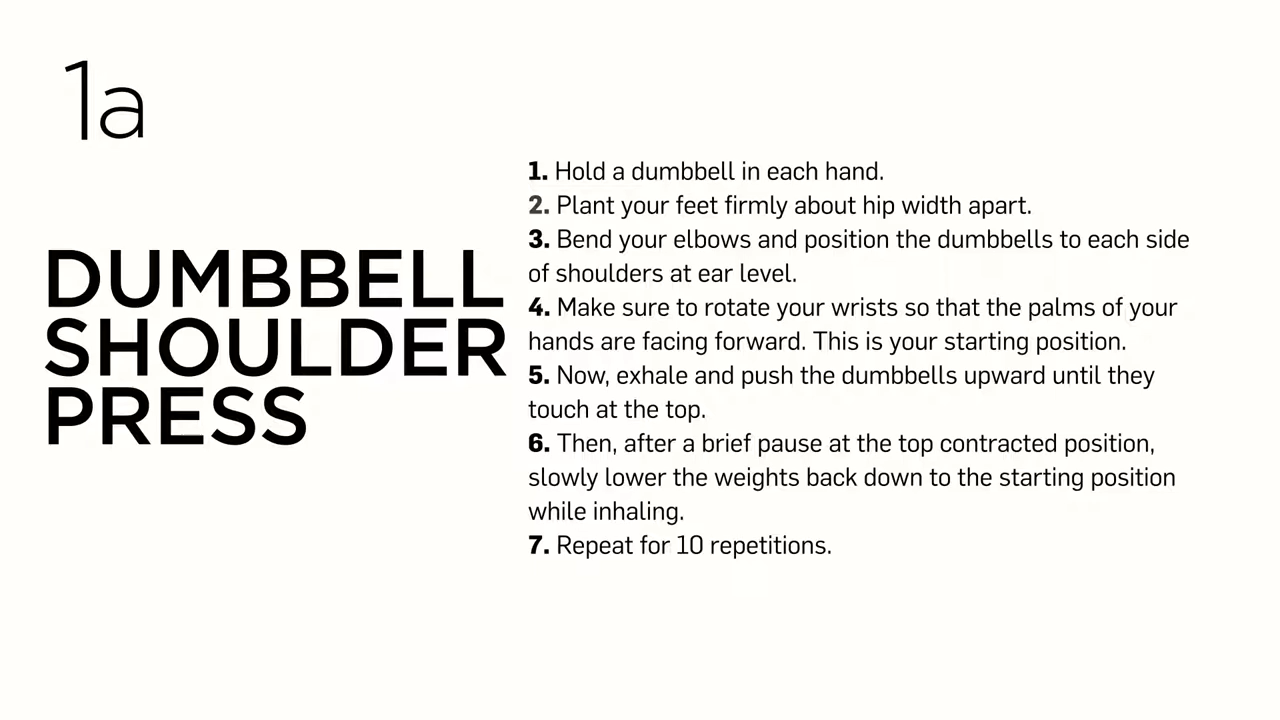 1a
DUMBBELL
SHOULDER
PRESS
1. Hold a dumbbell in each hand.
2. Plant your feet firmly about hip width apart.
3. Bend your elbows and position the dumbbells to each side
of shoulders at ear level.
4. Make sure to rotate your wrists so that the palms of your
hands are facing forward. This is your starting position.
5. Now, exhale and push the dumbbells upward until they
touch at the top.
6. Then, after a brief pause at the top contracted position,
slowly lower the weights back down to the starting position
while inhaling.
7. Repeat for 10 repetitions.